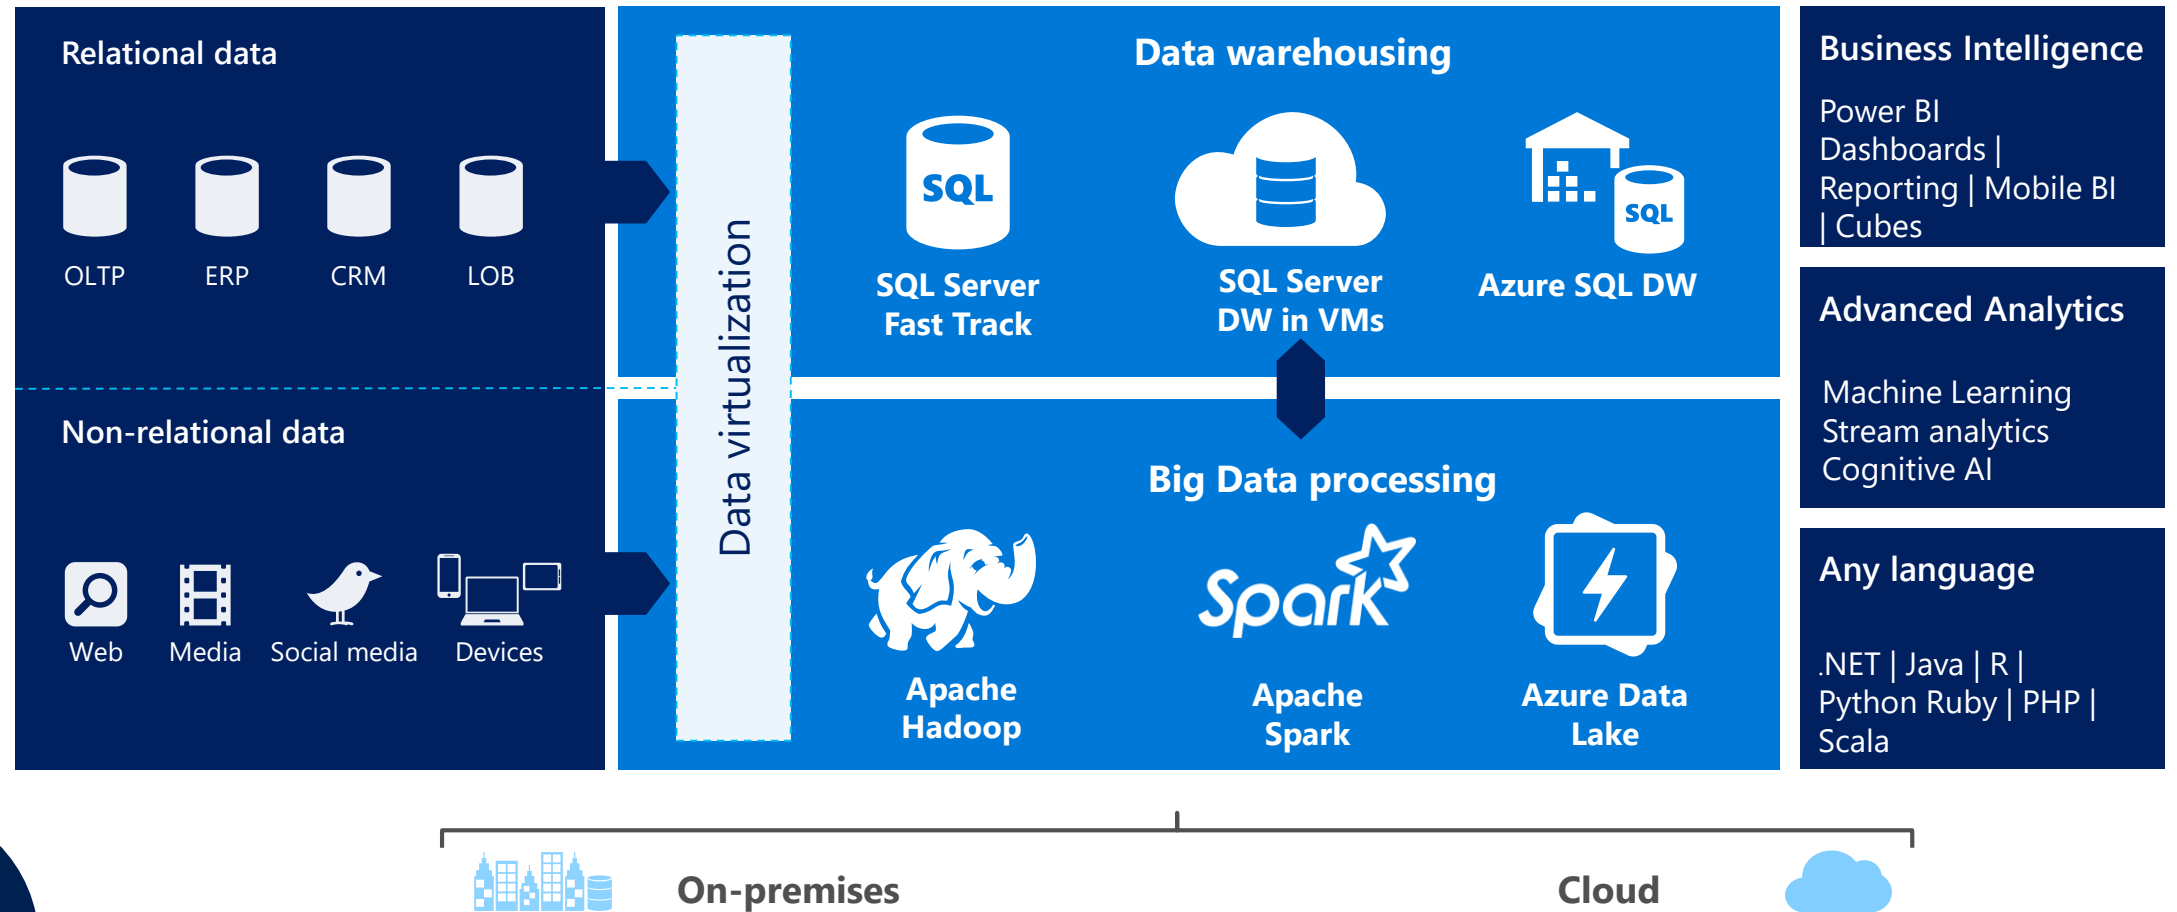 Relational data
OLTP
ERP
CRM
LOB
Non-relational data
Web
Media
Social media
Devices
Data virtualization
Data warehousing
SQL
SQL Server
Fast Track
SQL Server
DW in VMs
SQL
Azure SQL DW
Big Data processing
Apache
Hadoop
Spark
Apache
Spark
Azure Data
Lake
Business Intelligence
Power BI
Dashboards |
Reporting | Mobile BI
| Cubes
Advanced Analytics
Machine Learning
Stream analytics
Cognitive AI
Any language
.NET | Java | R |
Python Ruby | PHP |
Scala
On-premises
Cloud